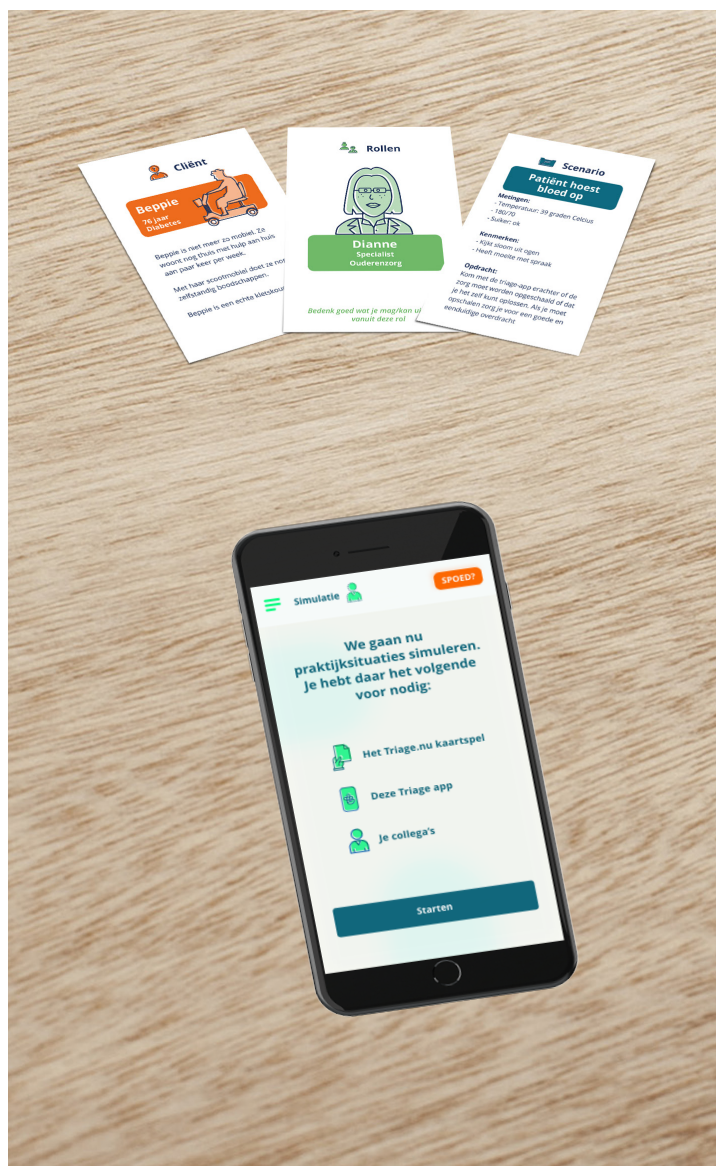 Cliënt
Beppie
76 jaar
Diabetes
Beppie is niet meer zo mobiel. Ze
woont nog thuis met hulp aan huis
aan paar keer per week.
Met haar scootmobiel doet ze
zelfstandig boodschappen.
Beppie is een echte
Rollen
Dianne
Specialist
Ouderenzorg
Bedenk goed wat je mag/kan
vanuit deze rol
Scenario
Patiënt hoest
bloed op
Metingen:
- Temperatuur: 39 graden Celcius
- 180/70
- Suiker: ok
Kenmerken:
- Kijkt sloom uit ogen
- Heeft moeite met spraak
Opdracht:
Kom met de triage-app erachter of de
zorg moet worden opgeschaald of dat
je het zelf kunt oplossen. Als je moet
opschalen zorg je voor een goede en
eenduidige overdracht
Simulatie
SPOED?
We gaan nu
praktijksituaties simuleren.
Je hebt daar het volgende
voor nodig:
Het Triage.nu kaartspel
Deze Triage app
Je collega's
Starten